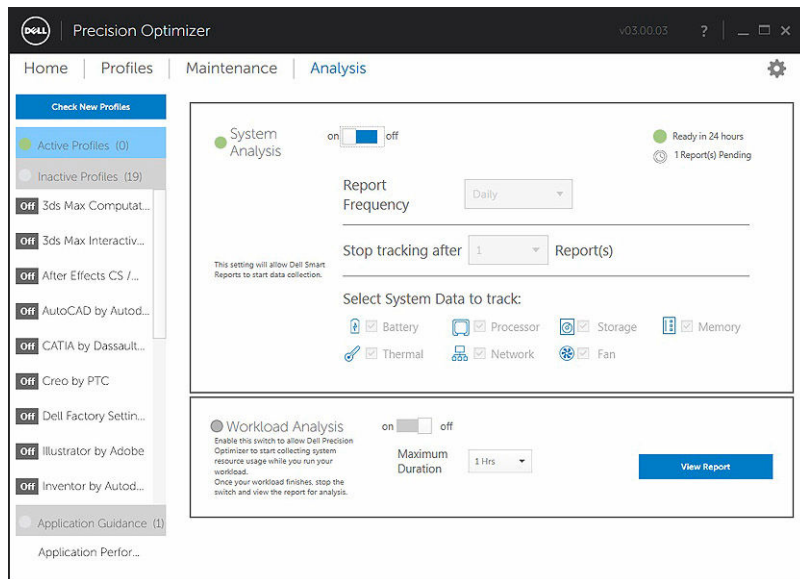 DELL Precision Optimizer v03.00.03 ?
Home Profiles Maintenance Analysis
Check New Profiles
Active Profiles (0)
Inactive Profiles (19)
Off 3ds Max Computat...
Off 3ds Max Interactiv...
Off After Effects CS /...
Off AutoCAD by Autod...
Off CATIA by Dassault...
Off Creo by PTC
Off Dell Factory Settin...
Off Illustrator by Adobe
Off Inventor by Autod...
Application Guidance (1)
Application Perfor...
System
Analysis
on off
Ready in 24 hours
1 Report(s) Pending
This setting will allow Dell Smart
Reports to start data collection.
Report
Frequency
Daily
Stop tracking after 1 Report(s)
Select System Data to track:
Battery Processor Storage Memory
Thermal Network Fan
Workload Analysis
on off
Enable this switch to allow Dell Precision
Optimizer to start collecting system
resource usage while you run your
workload.
Once your workload finishes, stop the
switch and view the report for analysis.
Maximum
Duration
1 Hrs
View Report